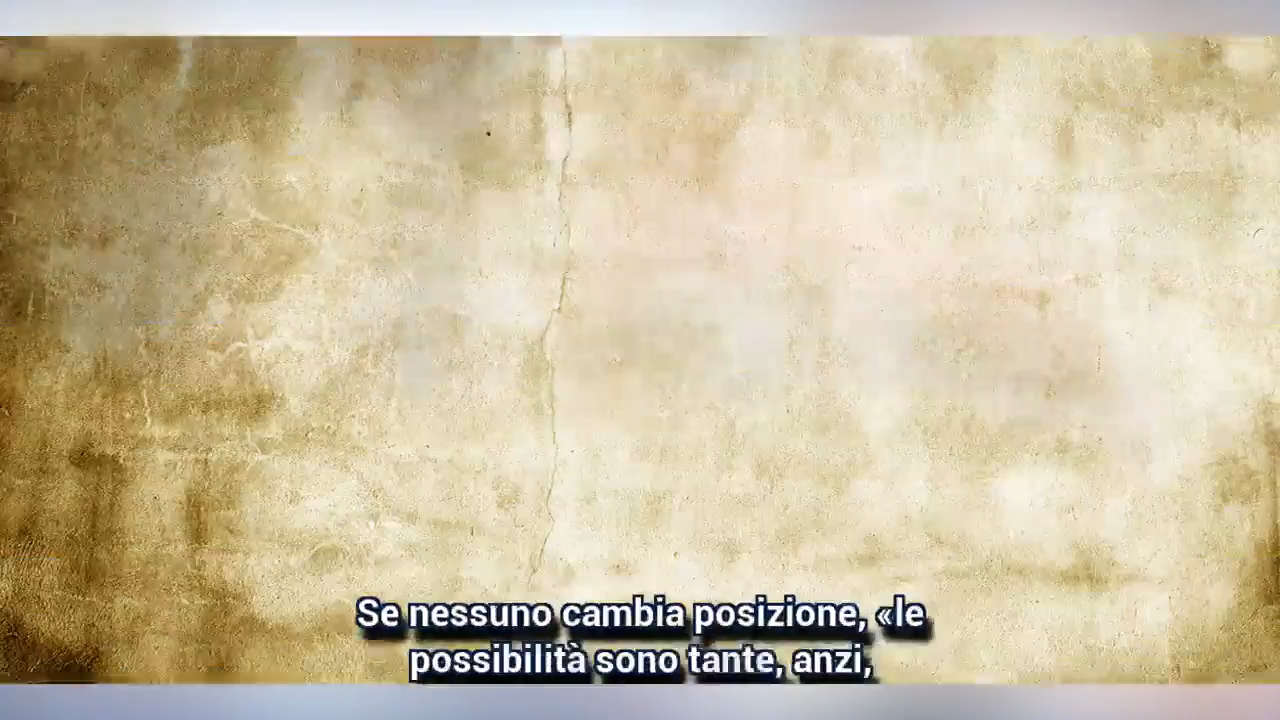 Se nessuno cambia posizione, «le
possibilità sono tante, anzi,